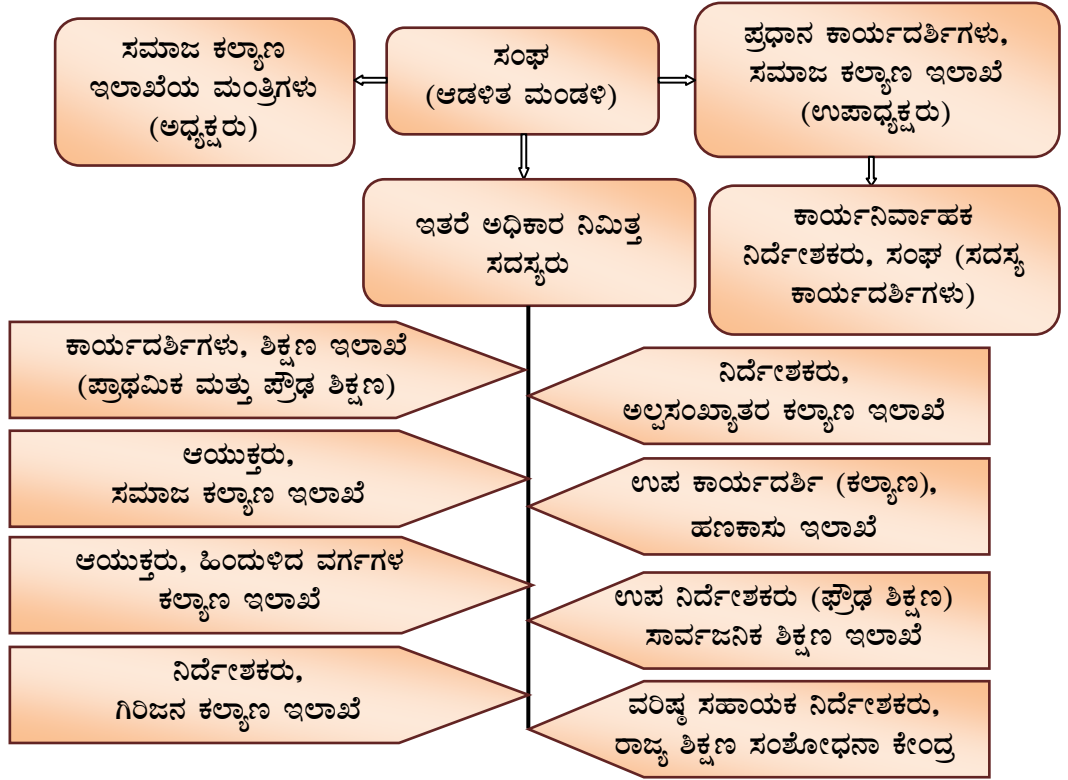 ಸಮಾಜ ಕಲ್ಯಾಣ
ಇಲಾಖೆಯ ಮಂತ್ರಿಗಳು
(ಅಧ್ಯಕ್ಷರು)
ಸಂಘ
(ಆಡಳಿತ ಮಂಡಳಿ)
ಪ್ರಧಾನ ಕಾರ್ಯದರ್ಶಿಗಳು,
ಸಮಾಜ ಕಲ್ಯಾಣ ಇಲಾಖೆ
(ಉಪಾಧ್ಯಕ್ಷರು)
ಇತರೆ ಅಧಿಕಾರ ನಿಮಿತ್ತ
ಸದಸ್ಯರು
ಕಾರ್ಯನಿರ್ವಾಹಕ
ನಿರ್ದೇಶಕರು, ಸಂಘ (ಸದಸ್ಯ
ಕಾರ್ಯದರ್ಶಿಗಳು)
ಕಾರ್ಯದರ್ಶಿಗಳು, ಶಿಕ್ಷಣ ಇಲಾಖೆ
(ಪ್ರಾಥಮಿಕ ಮತ್ತು ಪ್ರೌಢ ಶಿಕ್ಷಣ)
ನಿರ್ದೇಶಕರು,
ಅಲ್ಪಸಂಖ್ಯಾತರ ಕಲ್ಯಾಣ ಇಲಾಖೆ
ಆಯುಕ್ತರು,
ಸಮಾಜ ಕಲ್ಯಾಣ ಇಲಾಖೆ
ಉಪ ಕಾರ್ಯದರ್ಶಿ (ಕಲ್ಯಾಣ),
ಹಣಕಾಸು ಇಲಾಖೆ
ಆಯುಕ್ತರು, ಹಿಂದುಳಿದ ವರ್ಗಗಳ
ಕಲ್ಯಾಣ ಇಲಾಖೆ
ಉಪ ನಿರ್ದೇಶಕರು (ಫ್ರೌಢ ಶಿಕ್ಷಣ)
ಸಾರ್ವಜನಿಕ ಶಿಕ್ಷಣ ಇಲಾಖೆ
ನಿರ್ದೇಶಕರು,
ಗಿರಿಜನ ಕಲ್ಯಾಣ ಇಲಾಖೆ
ವರಿಷ್ಠ ಸಹಾಯಕ ನಿರ್ದೇಶಕರು,
ರಾಜ್ಯ ಶಿಕ್ಷಣ ಸಂಶೋಧನಾ ಕೇಂದ್ರ